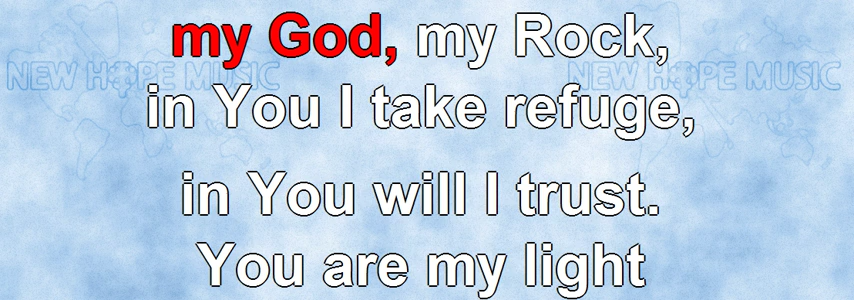 my God, my Rock,
NEW HOPE MUSIC NEW HOPE MUSIC
in You I take refuge,
in You will I trust.
You are my light